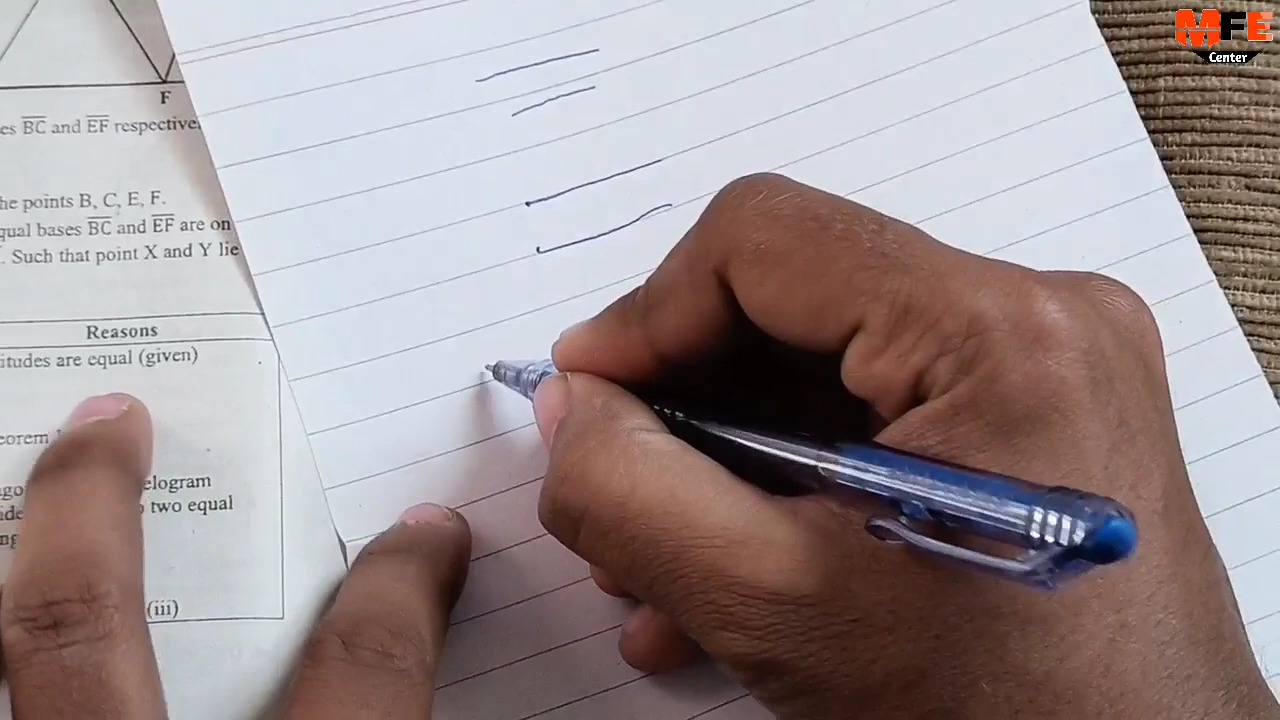 MFE
Center
F
es BC and EF respective
he points B, C, E, F.
qual bases BC and EF are on
. Such that point X and Y lie
Reasons
itudes are equal (given)
eorem
elogram
two equal
(iii)